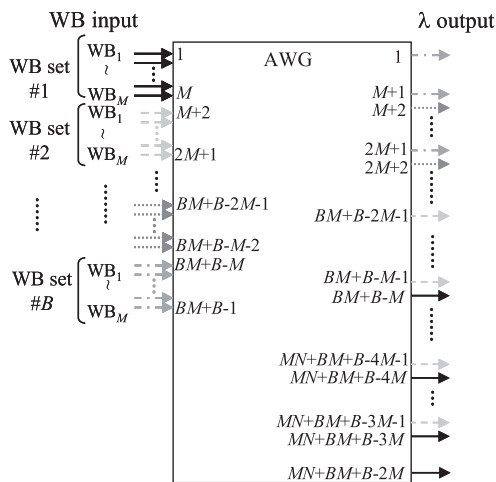 WB input
λ output
AWG
WB set
#1
WB₁
~
WB_M
1
M
WB set
#2
WB₁
~
WB_M
M+2
2M+1
BM+B-2M-1
BM+B-M-2
WB set
#B
WB₁
~
WB_M
BM+B-M
BM+B-1
1
M+1
M+2
2M+1
2M+2
BM+B-2M-1
BM+B-M-1
BM+B-M
MN+BM+B-4M-1
MN+BM+B-4M
MN+BM+B-3M-1
MN+BM+B-3M
MN+BM+B-2M